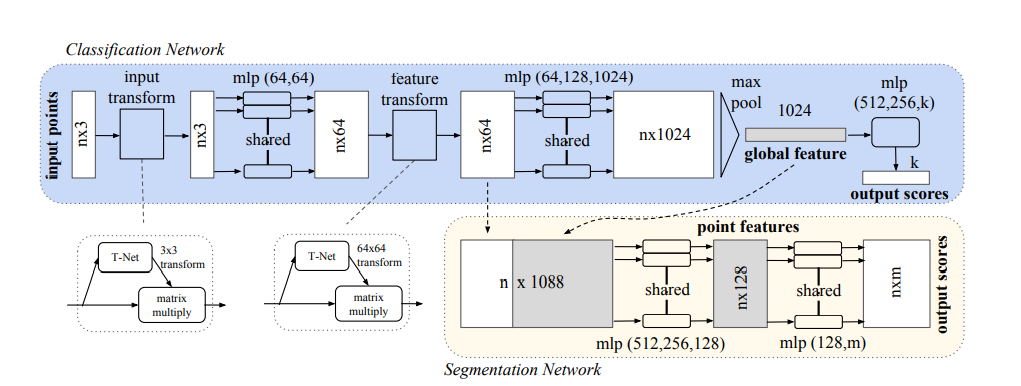 Classification Network
input points
nx3
input
transform
nx3
mlp (64,64)
shared
nx64
feature
transform
nx64
mlp (64,128,1024)
shared
nx1024
max
pool
1024
global feature
mlp
(512,256,k)
k
output scores
T-Net
3x3
transform
matrix
multiply
T-Net
64x64
transform
matrix
multiply
point features
n x 1088
shared
mlp (512,256,128)
nx128
shared
mlp (128,m)
nxm
output scores
Segmentation Network